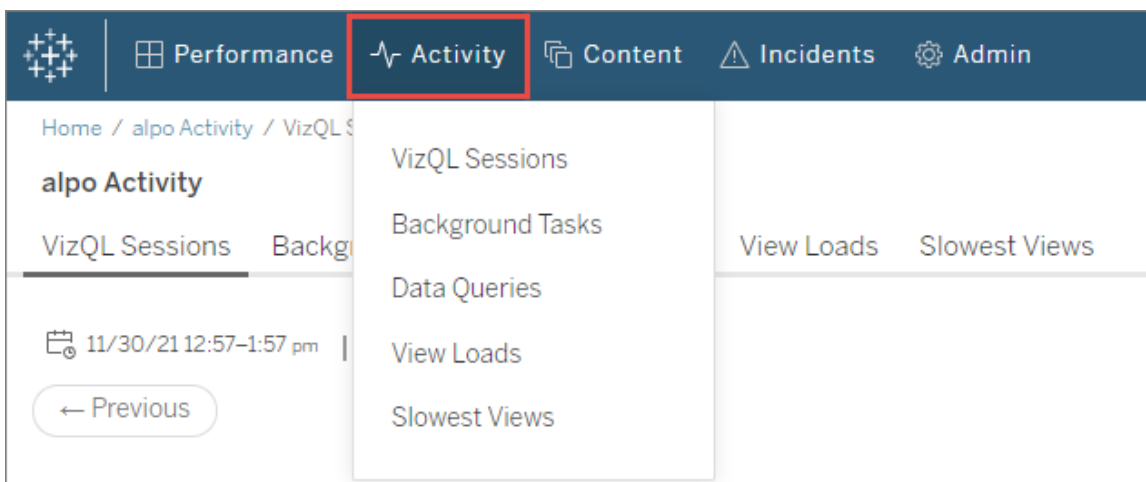 Performance Activity Content Incidents Admin
Home / alpo Activity / VizQL
VizQL Sessions
alpo Activity
Background Tasks
VizQL Sessions Backg View Loads Slowest Views
Data Queries
11/30/21 12:57–1:57 pm |
View Loads
← Previous
Slowest Views